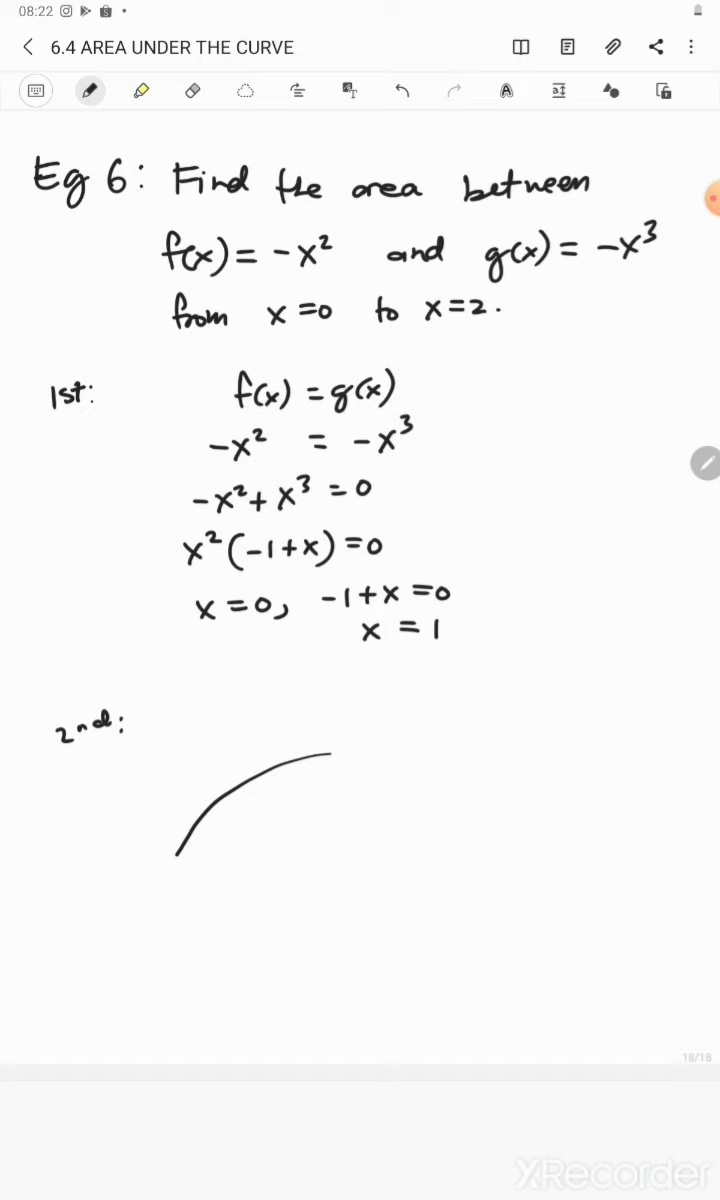 08:22
6.4 AREA UNDER THE CURVE
Eg 6: Find the area between
f(x) = -x² and g(x) = -x³
from x=0 to x=2.
1st: f(x) = g(x)
-x² = -x³
-x²+x³ =0
x²(-1+x)=0
x=0, -1+x=0
x = 1
2nd:
18/18
XRecorder